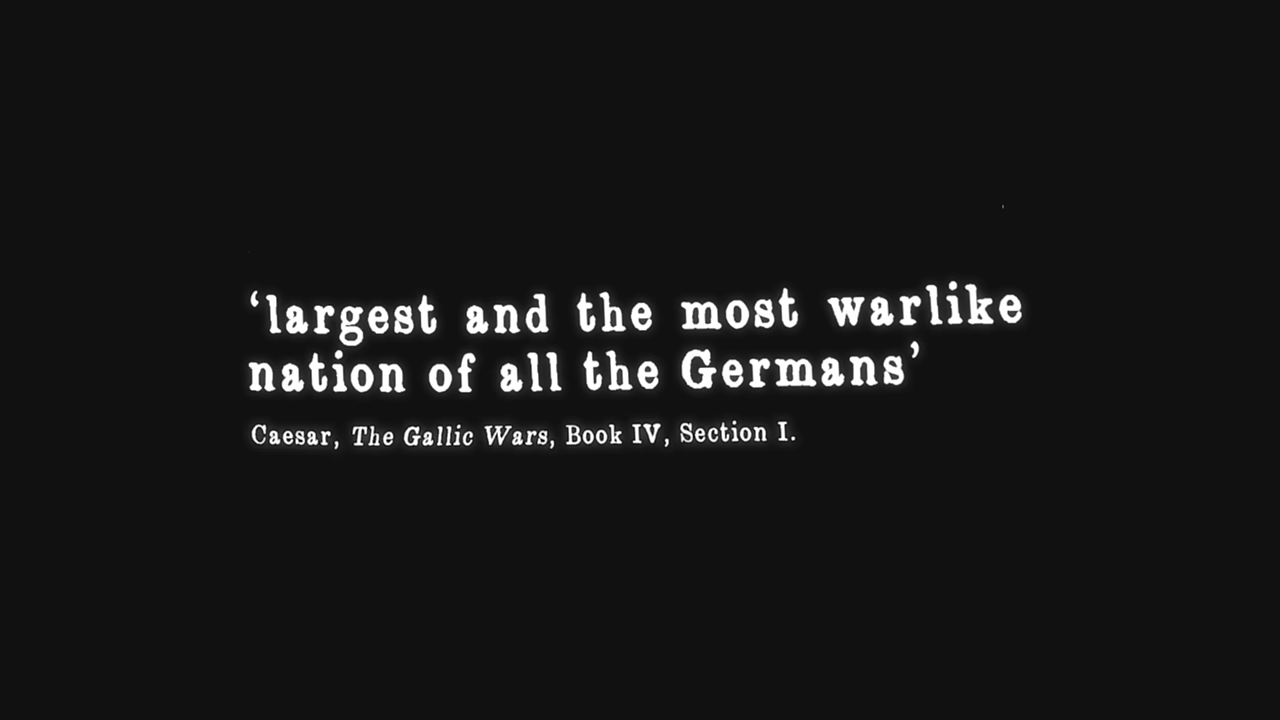 ‘largest and the most warlike
nation of all the Germans’
Caesar, The Gallic Wars, Book IV, Section I.